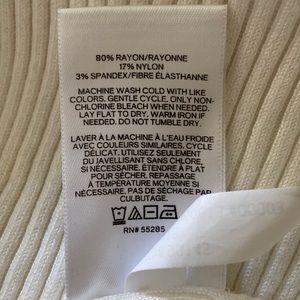 80% RAYON/RAYONNE
17% NYLON
3% SPANDEX/FIBRE ÉLASTHANNE
MACHINE WASH COLD WITH LIKE
COLORS. GENTLE CYCLE. ONLY NON-
CHLORINE BLEACH WHEN NEEDED.
LAY FLAT TO DRY. WARM IRON IF
NEEDED. DO NOT TUMBLE DRY.
LAVER À LA MACHINE À L'EAU FROIDE
AVEC COULEURS SIMILAIRES. CYCLE
DÉLICAT. UTILISEZ SEULEMENT
DU JAVELLISANT SANS CHLORE,
SI NÉCESSAIRE. ÉTENDRE À PLAT
POUR SÉCHER. REPASSAGE
À TEMPÉRATURE MOYENNE SI
NÉCESSAIRE. NE PAS SÉCHER PAR
CULBUTAGE.
RN# 55285